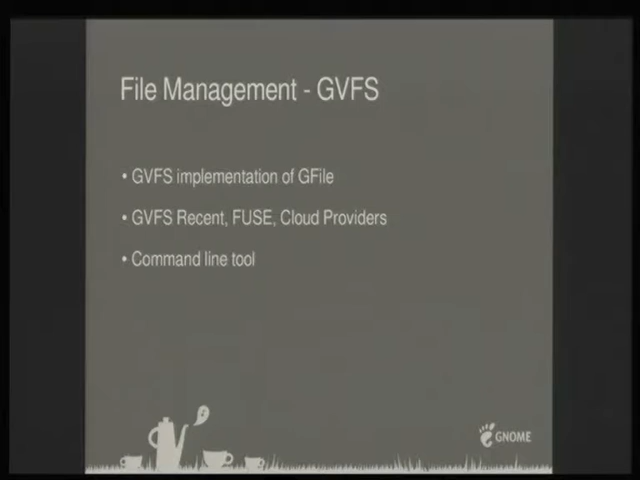 File Management - GVFS
• GVFS implementation of GFile
• GVFS Recent, FUSE, Cloud Providers
• Command line tool
GNOME